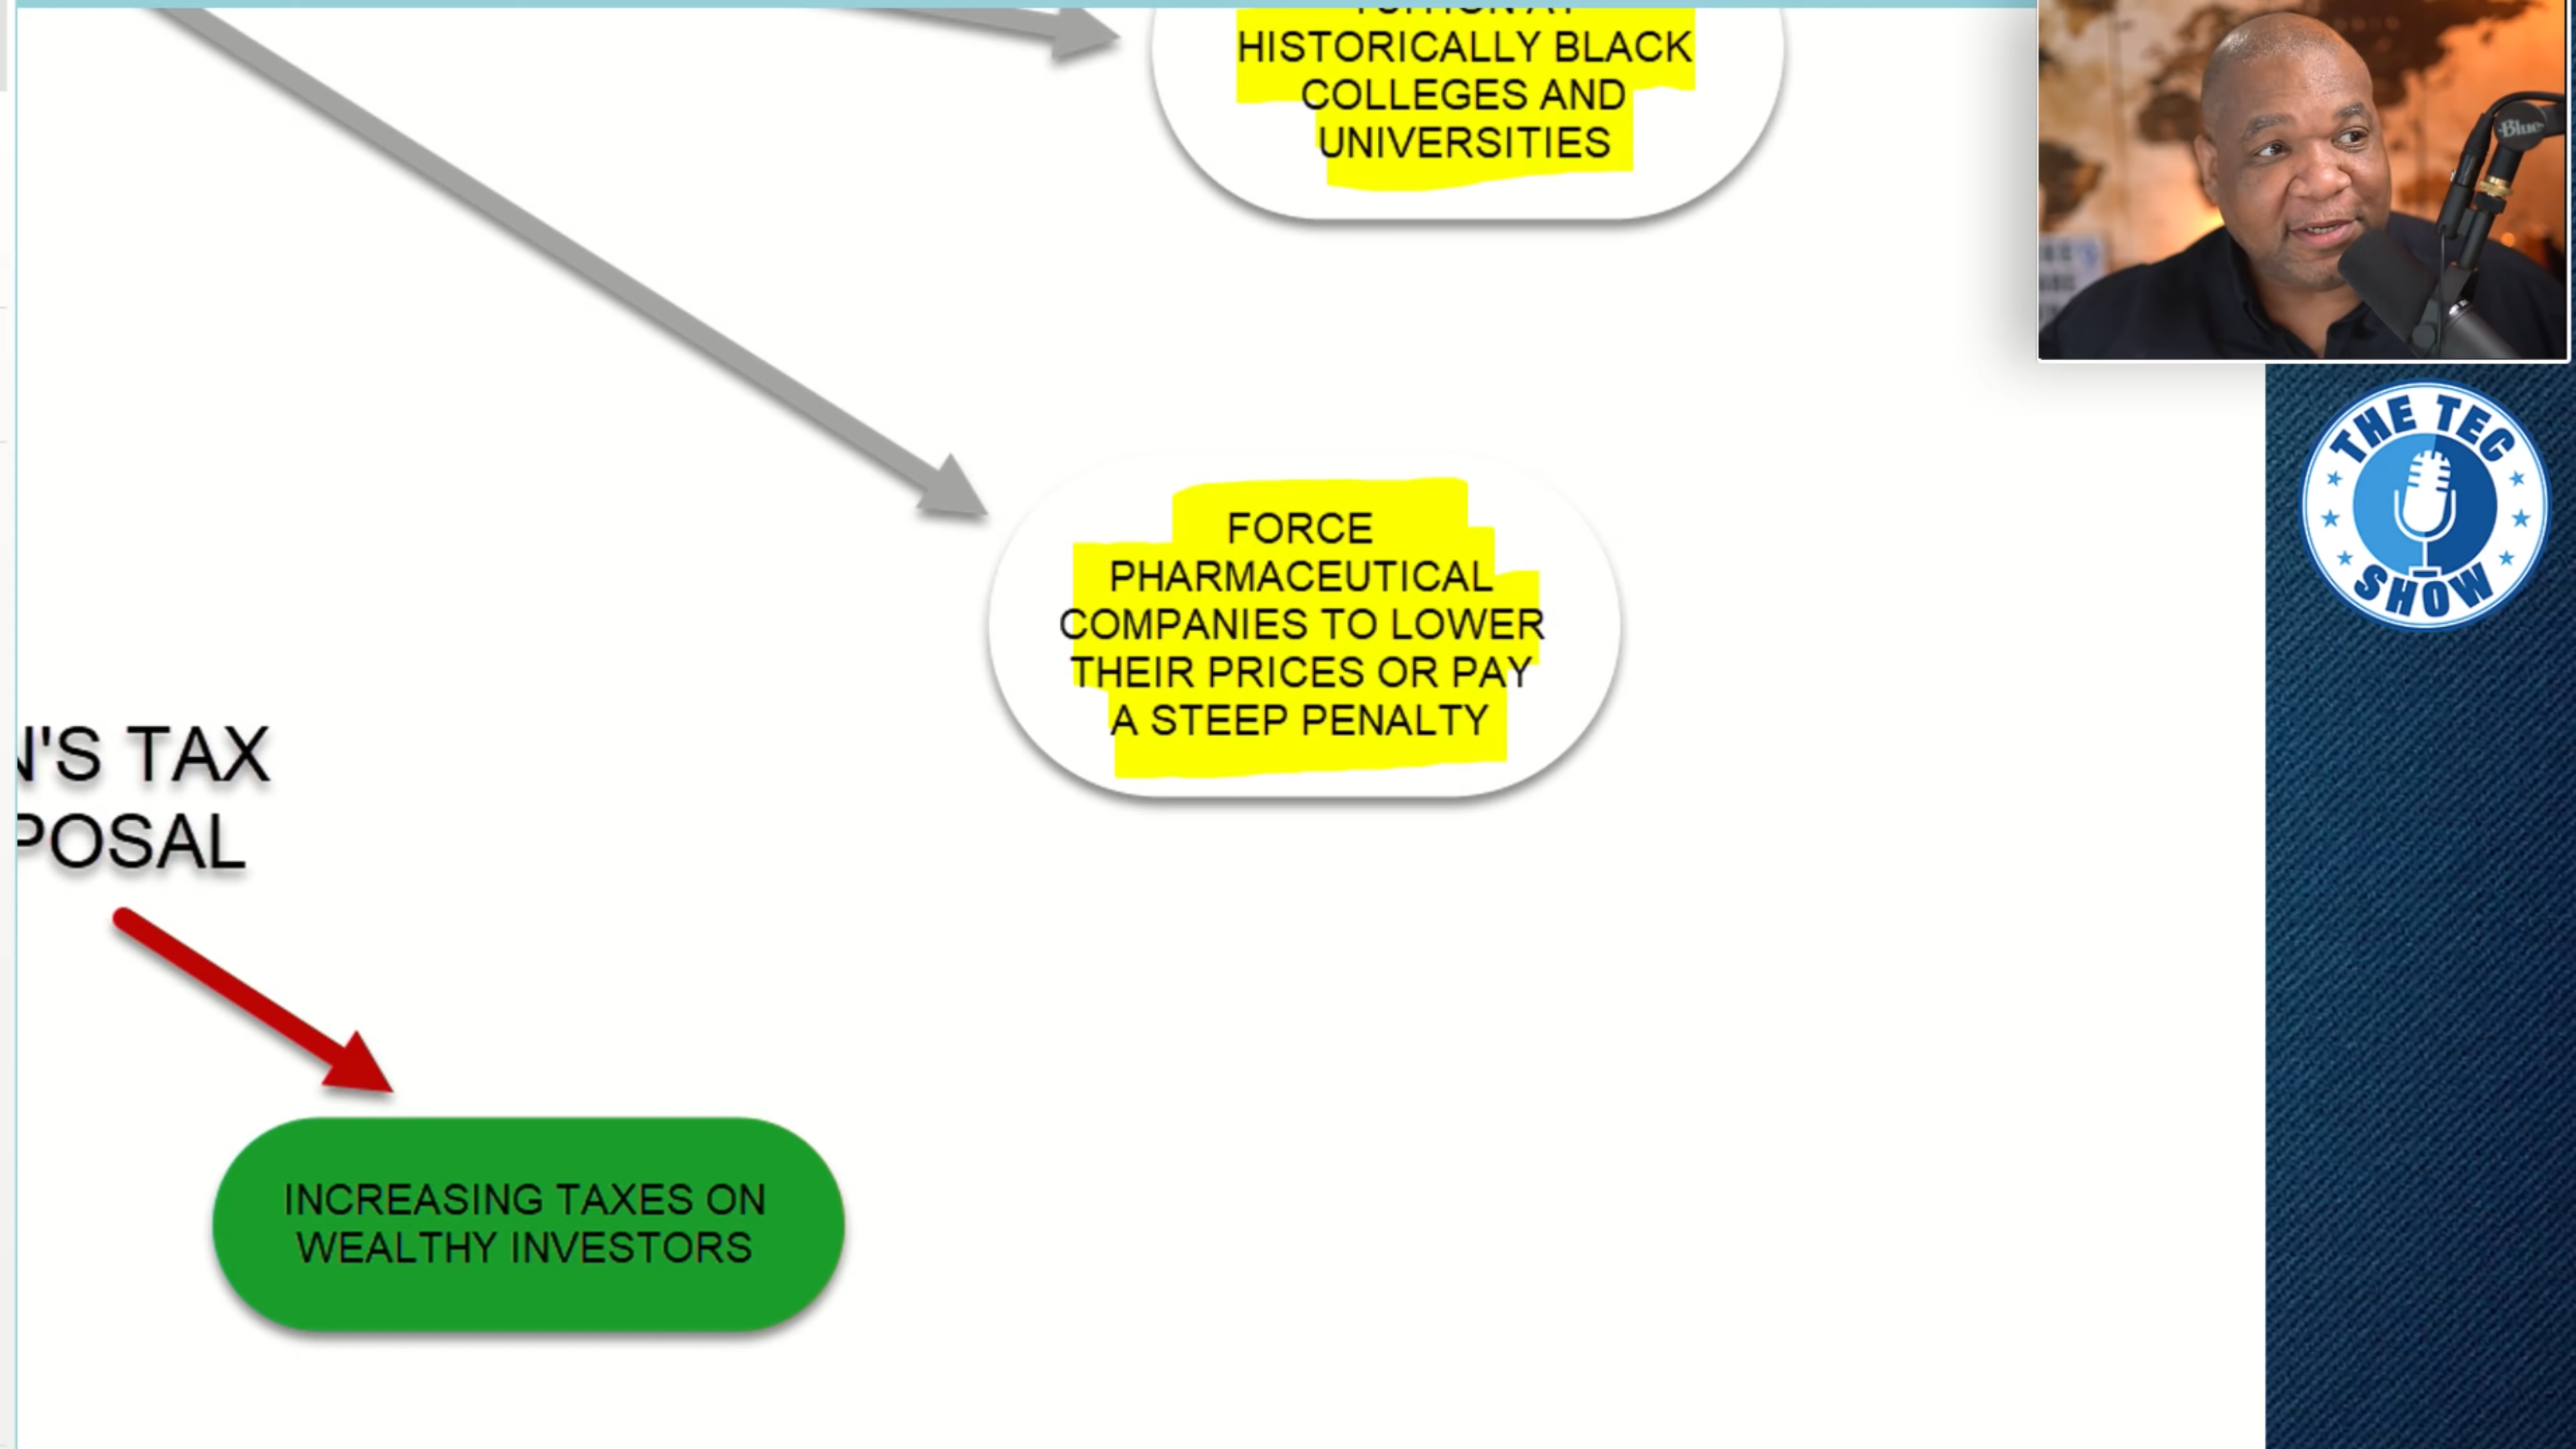 HISTORICALLY BLACK
COLLEGES AND
UNIVERSITIES
Blue
THE TEC
SHOW
FORCE
PHARMACEUTICAL
COMPANIES TO LOWER
THEIR PRICES OR PAY
A STEEP PENALTY
N'S TAX
POSAL
INCREASING TAXES ON
WEALTHY INVESTORS